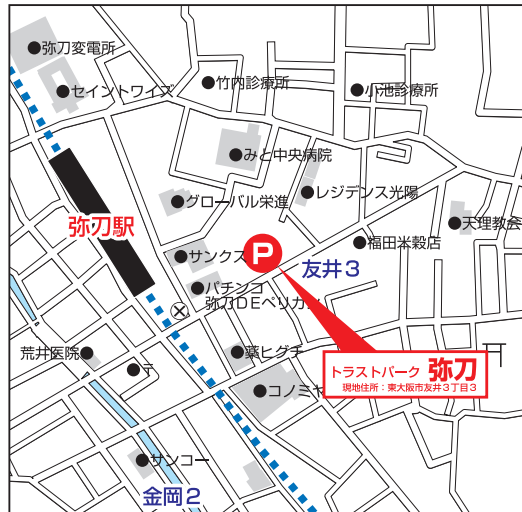 弥刀変電所
セイントワイズ
竹内診療所
小池診療所
みと中央病院
レジデンス光陽
グローバル栄進
天理教会
弥刀駅
サンクス
P
福田米穀店
友井3
パチンコ
弥刀DEペリカン
荒井医院
〒
薬ヒグチ
トラストパーク 弥刀
現地住所:東大阪市友井3丁目3
コノミヤ
サンコー
金岡2